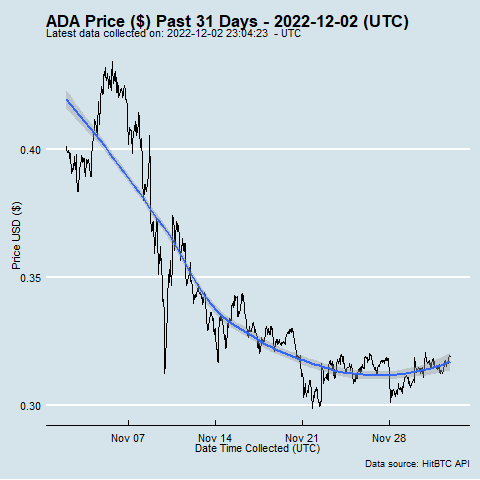 ADA Price ($) Past 31 Days - 2022-12-02 (UTC)
Latest data collected on: 2022-12-02 23:04:23 - UTC
Price USD ($)
0.40
0.35
0.30
Nov 07 Nov 14 Nov 21 Nov 28
Date Time Collected (UTC)
Data source: HitBTC API